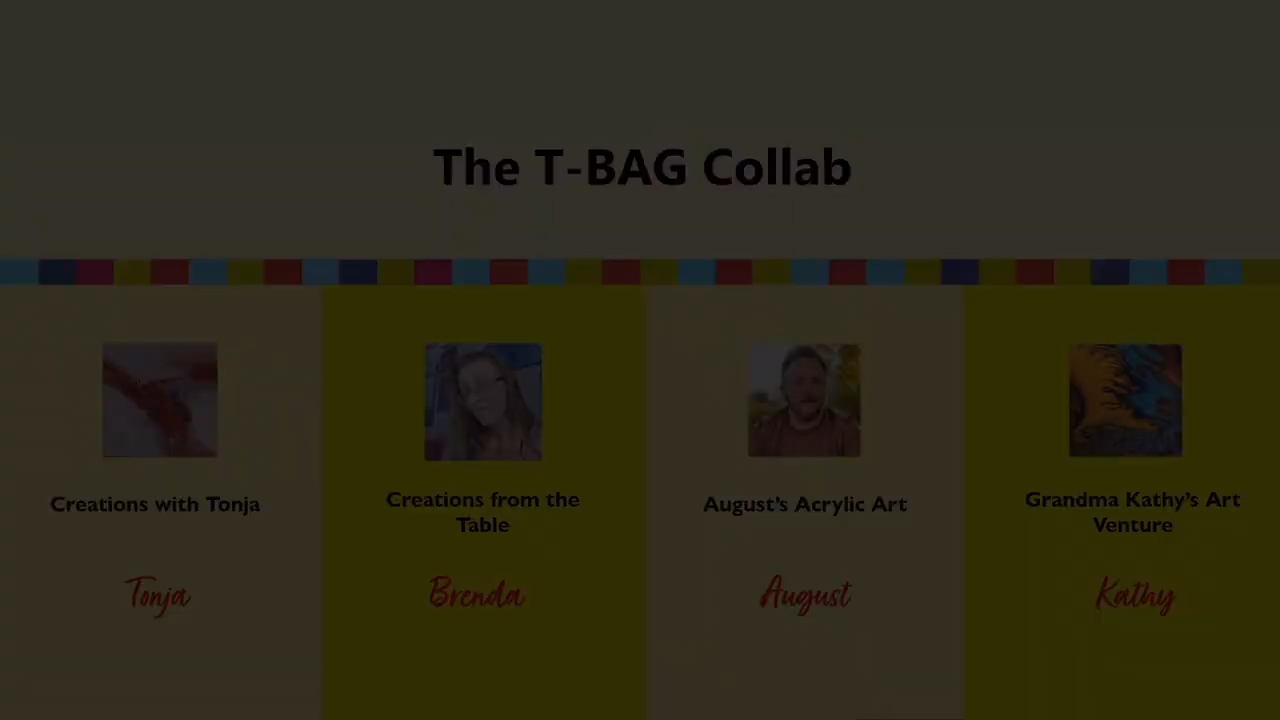 The T-BAG Collab
Creations with Tonja
Creations from the
Table
August's Acrylic Art
Grandma Kathy's Art
Venture
Tonja
Brenda
August
Kathy